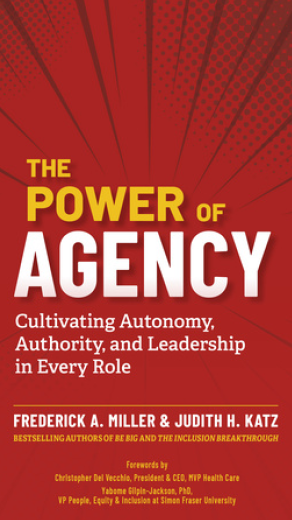 THE
POWER OF
AGENCY
Cultivating Autonomy,
Authority, and Leadership
in Every Role
FREDERICK A. MILLER & JUDITH H. KATZ
BESTSELLING AUTHORS OF BE BIG AND THE INCLUSION BREAKTHROUGH
Forewords by
Christopher Del Vecchio, President & CEO, MVP Health Care
Yabome Gilpin-Jackson, PhD,
VP People, Equity & Inclusion at Simon Fraser University